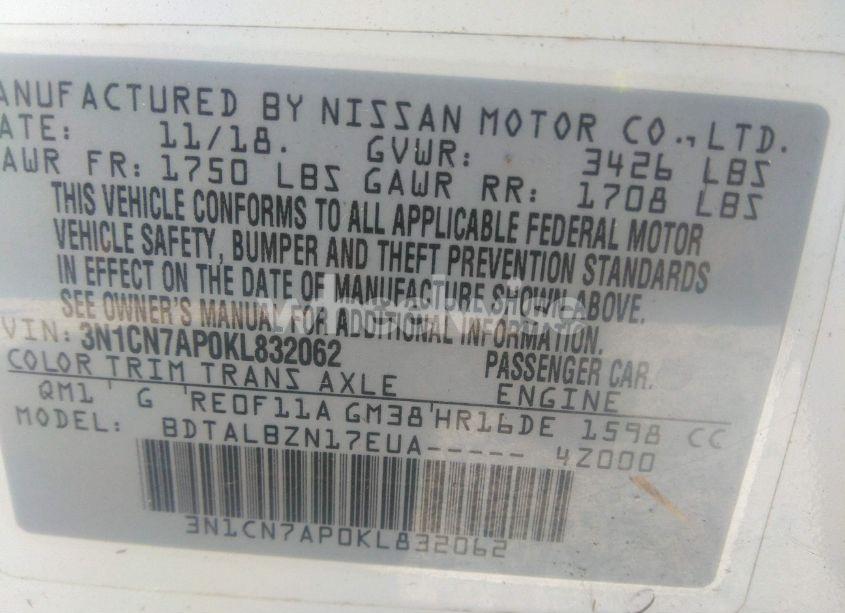 ANUFACTURED BY NISSAN MOTOR CO., LTD.
ATE: 11/18. GVWR: 3426 LBS
AWR FR: 1750 LBS GAWR RR: 1708 LBS
THIS VEHICLE CONFORMS TO ALL APPLICABLE FEDERAL MOTOR
VEHICLE SAFETY, BUMPER AND THEFT PREVENTION STANDARDS
IN EFFECT ON THE DATE OF MANUFACTURE SHOWN ABOVE.
SEE OWNER'S MANUAL FOR ADDITIONAL INFORMATION.
VIN: 3N1CN7AP0KL832062 PASSENGER CAR.
COLOR TRIM TRANS AXLE ENGINE
QM1 ' G 'RE0F11A GM38'HR16DE 1598 CC
MODEL: BDTALBZN17EUA----- 4Z000
3N1CN7AP0KL832062